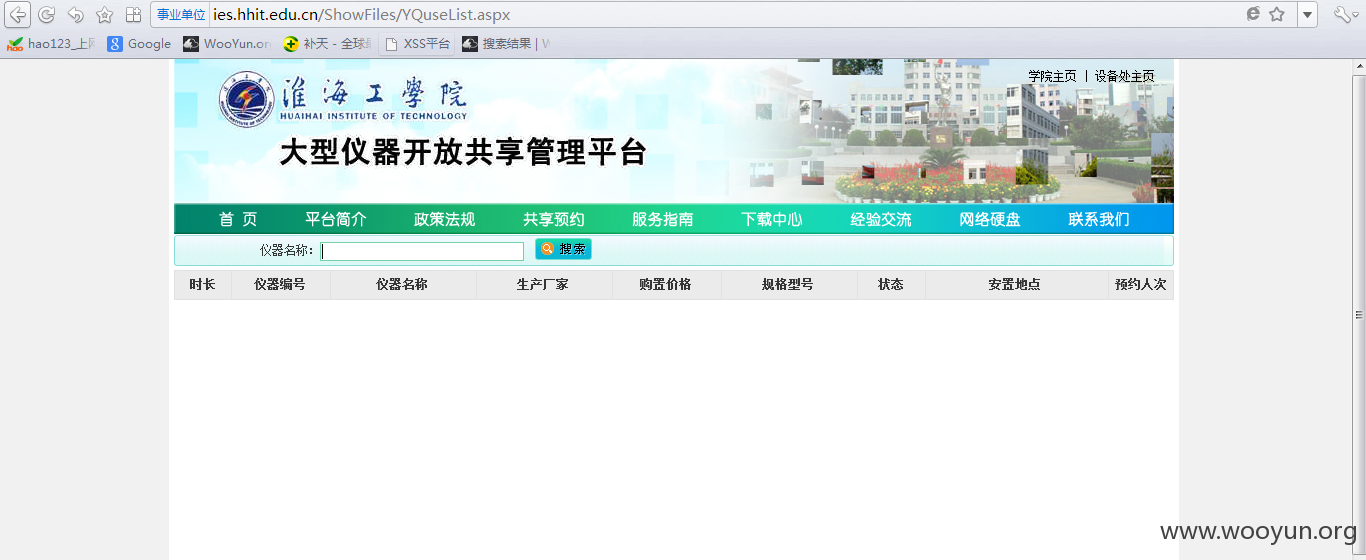 事业单位 ies.hhit.edu.cn/ShowFiles/YQuseList.aspx
hao123_上网 Google WooYun.org 补天 - 全球最 XSS平台 搜索结果 | W
学院主页 | 设备处主页
淮海工學院
HUAIHAI INSTITUTE OF TECHNOLOGY
大型仪器开放共享管理平台
首 页 平台简介 政策法规 共享预约 服务指南 下载中心 经验交流 网络硬盘 联系我们
仪器名称: 搜索
时长 仪器编号 仪器名称 生产厂家 购置价格 规格型号 状态 安置地点 预约人次
www.wooyun.org